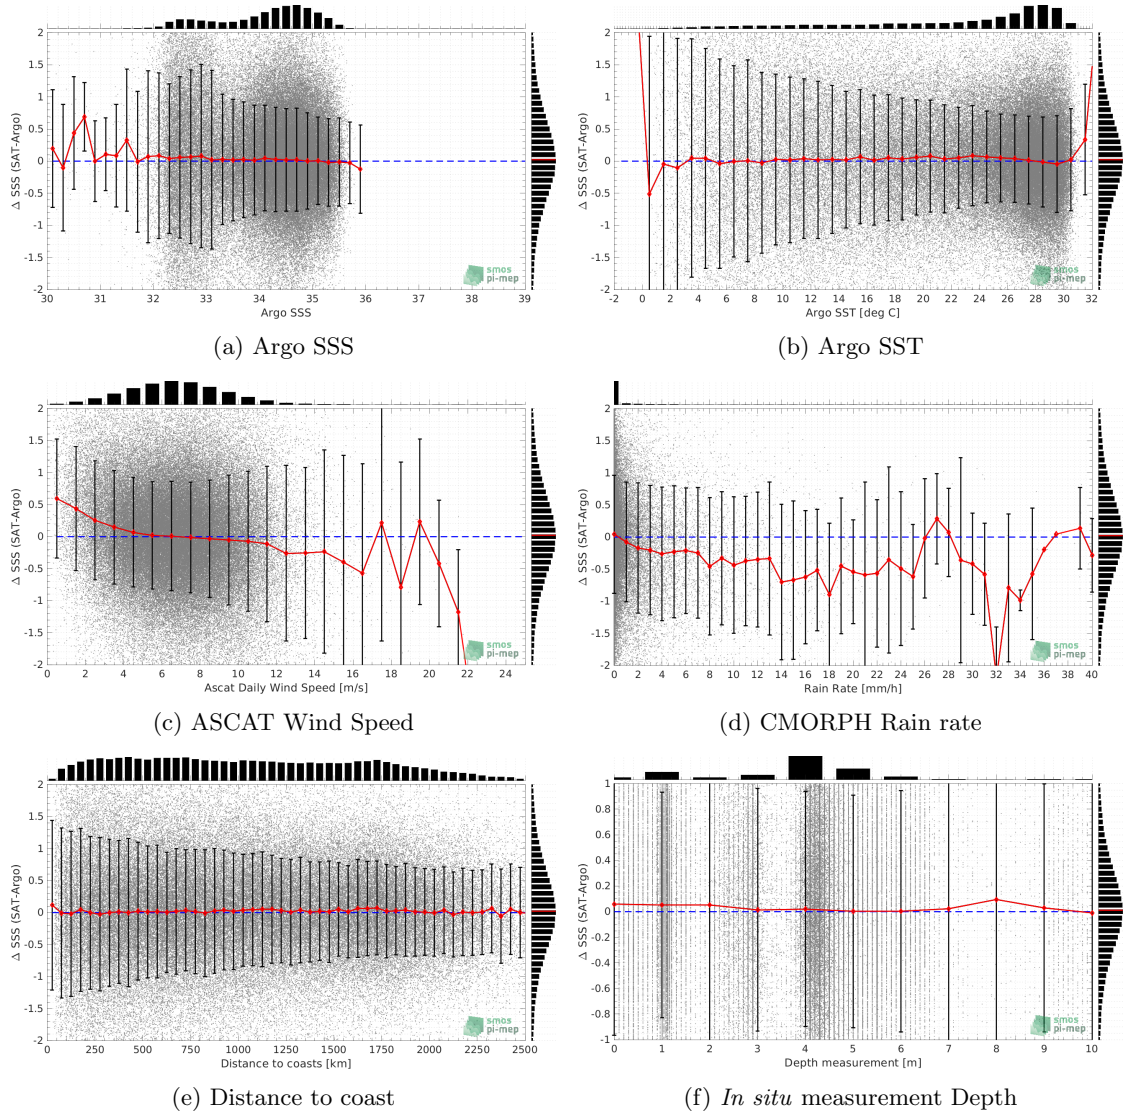 2
1.5
1
0.5
0
-0.5
-1
-1.5
-2
Δ SSS (SAT-Argo)
30 31 32 33 34 35 36 37 38 39
Argo SSS
smos
pi-mep
(a) Argo SSS
2
1.5
1
0.5
0
-0.5
-1
-1.5
-2
Δ SSS (SAT-Argo)
-2 0 2 4 6 8 10 12 14 16 18 20 22 24 26 28 30 32
Argo SST [deg C]
smos
pi-mep
(b) Argo SST
2
1.5
1
0.5
0
-0.5
-1
-1.5
-2
Δ SSS (SAT-Argo)
0 2 4 6 8 10 12 14 16 18 20 22 24
Ascat Daily Wind Speed [m/s]
smos
pi-mep
(c) ASCAT Wind Speed
2
1.5
1
0.5
0
-0.5
-1
-1.5
-2
Δ SSS (SAT-Argo)
0 2 4 6 8 10 12 14 16 18 20 22 24 26 28 30 32 34 36 38 40
Rain Rate [mm/h]
smos
pi-mep
(d) CMORPH Rain rate
2
1.5
1
0.5
0
-0.5
-1
-1.5
-2
Δ SSS (SAT-Argo)
0 250 500 750 1000 1250 1500 1750 2000 2250 2500
Distance to coasts [km]
smos
pi-mep
(e) Distance to coast
1
0.8
0.6
0.4
0.2
0
-0.2
-0.4
-0.6
-0.8
-1
Δ SSS (SAT-Argo)
0 1 2 3 4 5 6 7 8 9 10
Depth measurement [m]
smos
pi-mep
(f) In situ measurement Depth